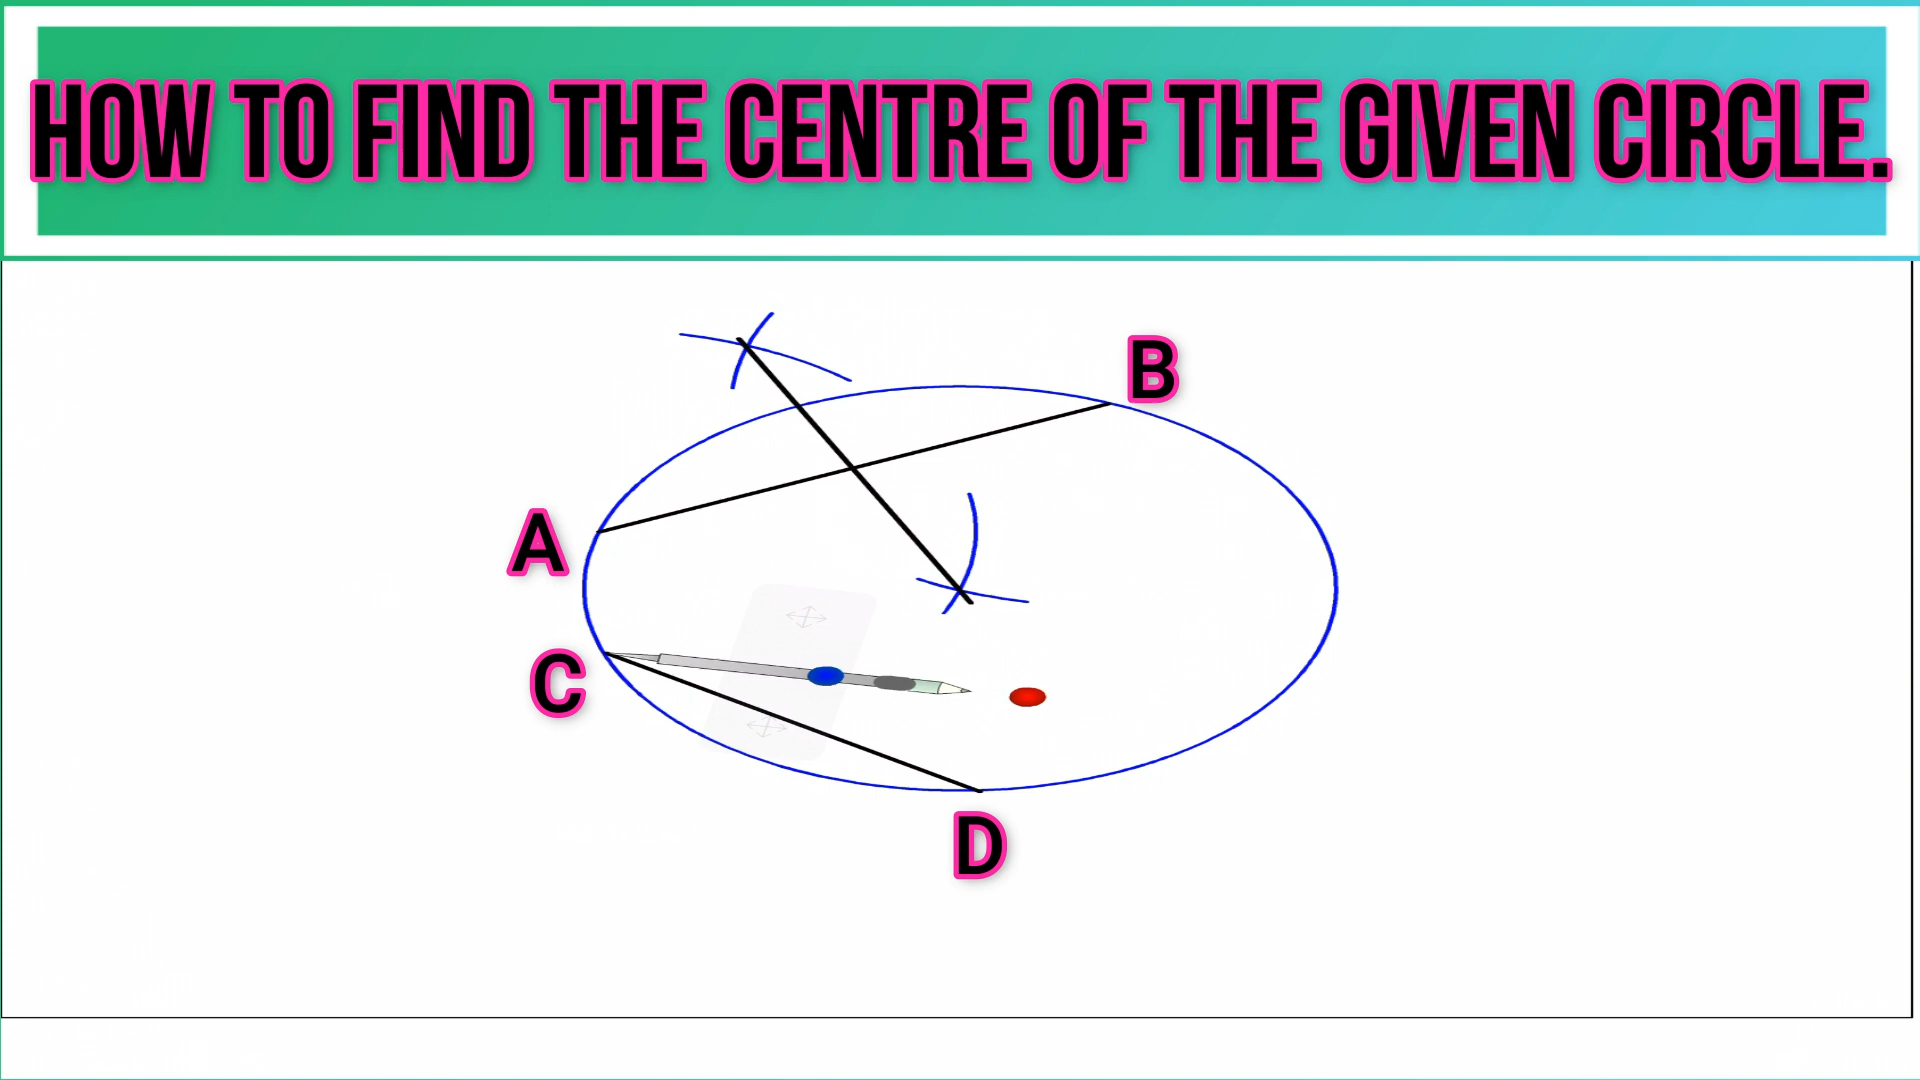 HOW TO FIND THE CENTRE OF THE GIVEN CIRCLE.
B
A
C
D